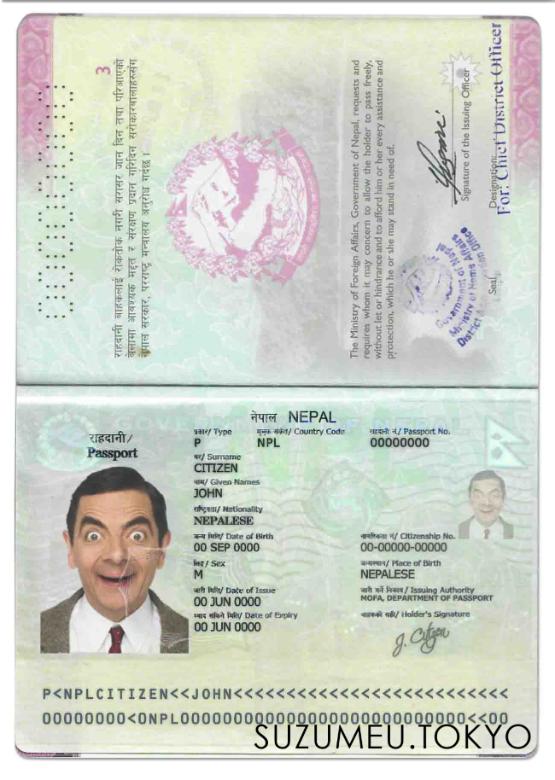 3
राहदानी बाहकलाई रोकतोक नगरी सरासर जान दिन तथा परिआएको
बेलामा आवश्यक मद्दत र संरक्षण प्रदान गरिदिन सरोकारवालाहरुसँग
नेपाल सरकार, परराष्ट्र मन्त्रालय अनुरोध गर्दछ ।
The Ministry of Foreign Affairs, Government of Nepal, requests and
requires whom it may concern to allow the holder to pass freely,
without let or hindrance and to afford him or her every assistance and
protection, which he or she may stand in need of.
Signature of the Issuing Officer
Designation:
For: Chief District Officer
Government of Nepal
Ministry of Home Affairs
District A Office
Seal
नेपाल NEPAL
राहदानी/
Passport
प्रकार/ Type
P
मुलुक संकेत/ Country Code
NPL
राहदानी नं./ Passport No.
00000000
थर/ Surname
CITIZEN
नाम/ Given Names
JOHN
राष्ट्रियता/ Nationality
NEPALESE
जन्म मिति/ Date of Birth
00 SEP 0000
नागरिकता नं/ Citizenship No.
00-00000-00000
लिङ्ग/ Sex
M
जन्मस्थान/ Place of Birth
NEPALESE
जारी मिति/ Date of Issue
00 JUN 0000
जारी गर्ने निकाय/ Issuing Authority
MOFA, DEPARTMENT OF PASSPORT
म्याद सकिने मिति/ Date of Expiry
00 JUN 0000
वाहकको सही/ Holder's Signature
J. Citizen
P<NPLCITIZEN<<JOHN<<<<<<<<<<<<<<<<<<<<<<<<<<
00000000<0NPL000000000000000000000000000<<00
SUZUMEU.TOKYO